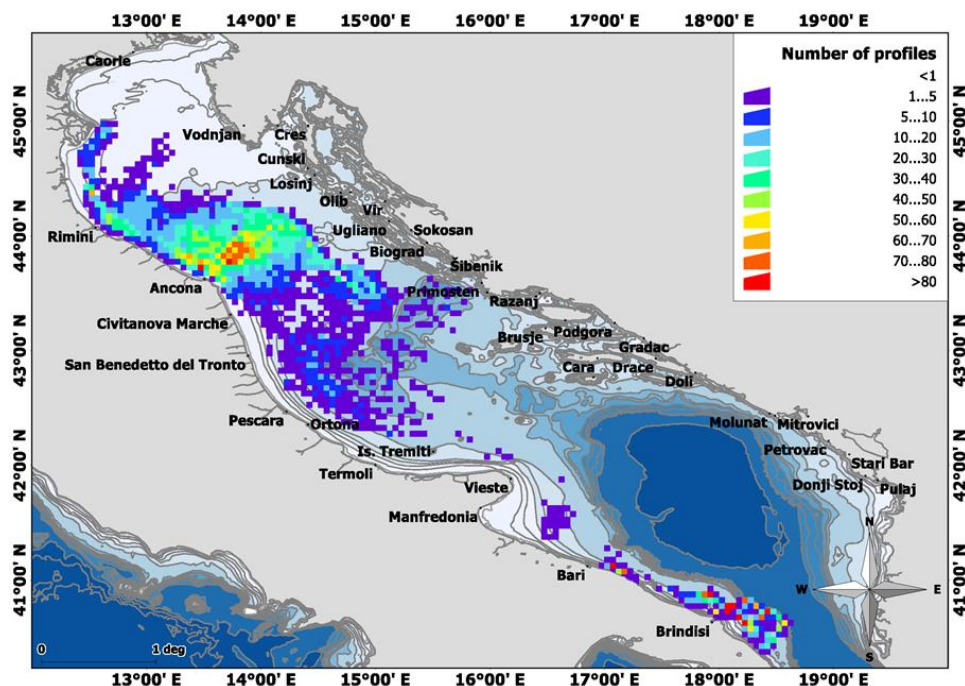 13°00' E 14°00' E 15°00' E 16°00' E 17°00' E 18°00' E 19°00' E
Number of profiles
<1
1...5
5...10
10...20
20...30
30...40
40...50
50...60
60...70
70...80
>80
Caorle
45°00' N 45°00' N
Vodnjan Cres
Cunski
Losinj
Olib Vir
44°00' N 44°00' N
Rimini Ugliano Sokosan
Biograd
Šibenik
Ancona Primosten Razanj
Civitanova Marche
Brusje Podgora
Gradac
43°00' N 43°00' N
San Benedetto del Tronto Cara Drace
Doli
Pescara Ortona Molunat Mitrovici
42°00' N 42°00' N
Is. Tremiti Petrovac
Termoli Stari Bar
Vieste Donji Stoj Pulaj
Manfredonia N
41°00' N 41°00' N
Bari
W E
Brindisi
S
0 1 deg
13°00' E 14°00' E 15°00' E 16°00' E 17°00' E 18°00' E 19°00' E